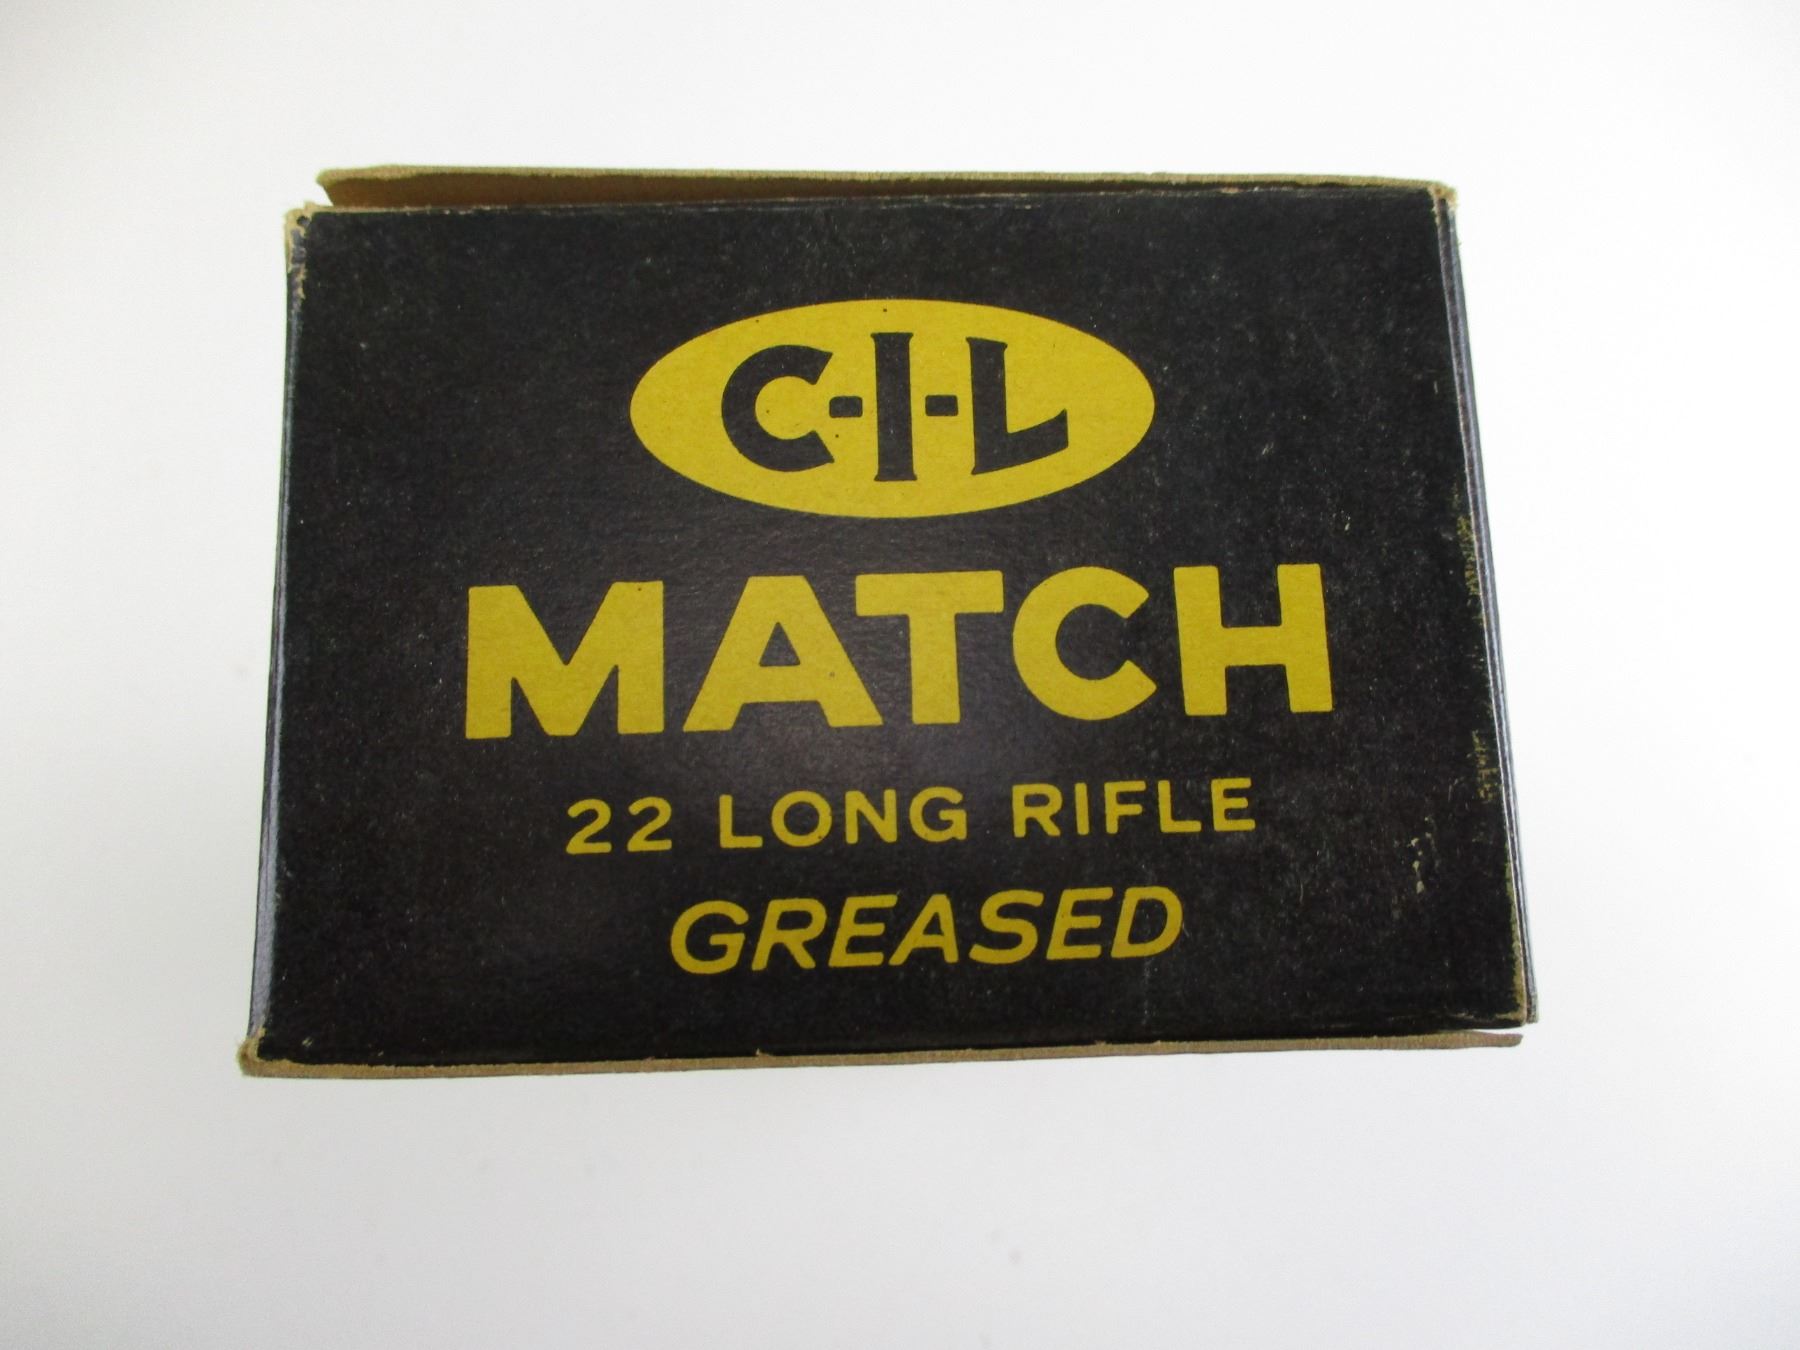 C-I-L
MATCH
22 LONG RIFLE
GREASED